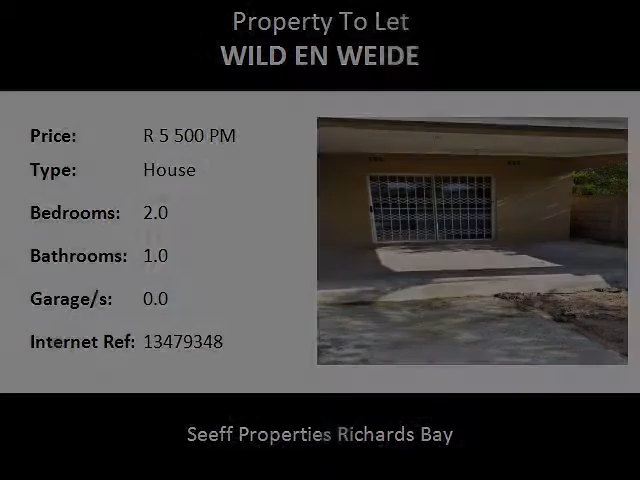 Property To Let
WILD EN WEIDE
Price: R 5 500 PM
Type: House
Bedrooms: 2.0
Bathrooms: 1.0
Garage/s: 0.0
Internet Ref: 13479348
Seeff Properties Richards Bay